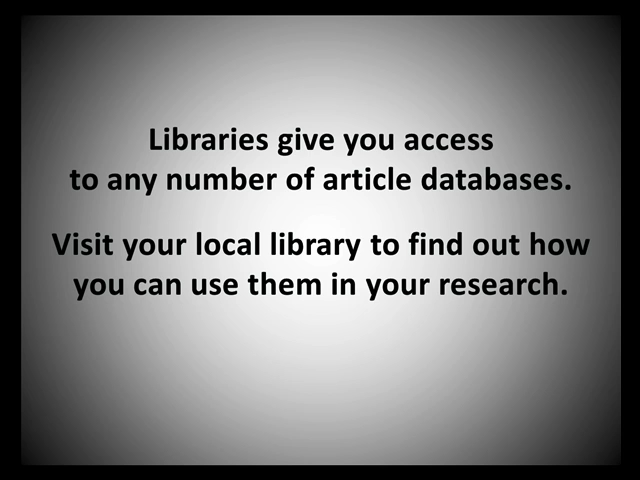 Libraries give you access
to any number of article databases.
Visit your local library to find out how
you can use them in your research.